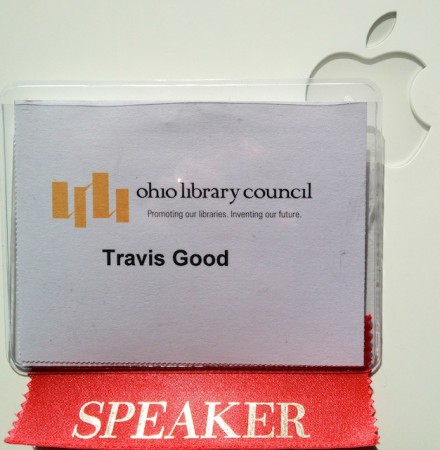 ohio library council
Promoting our libraries. Inventing our future.
Travis Good
SPEAKER